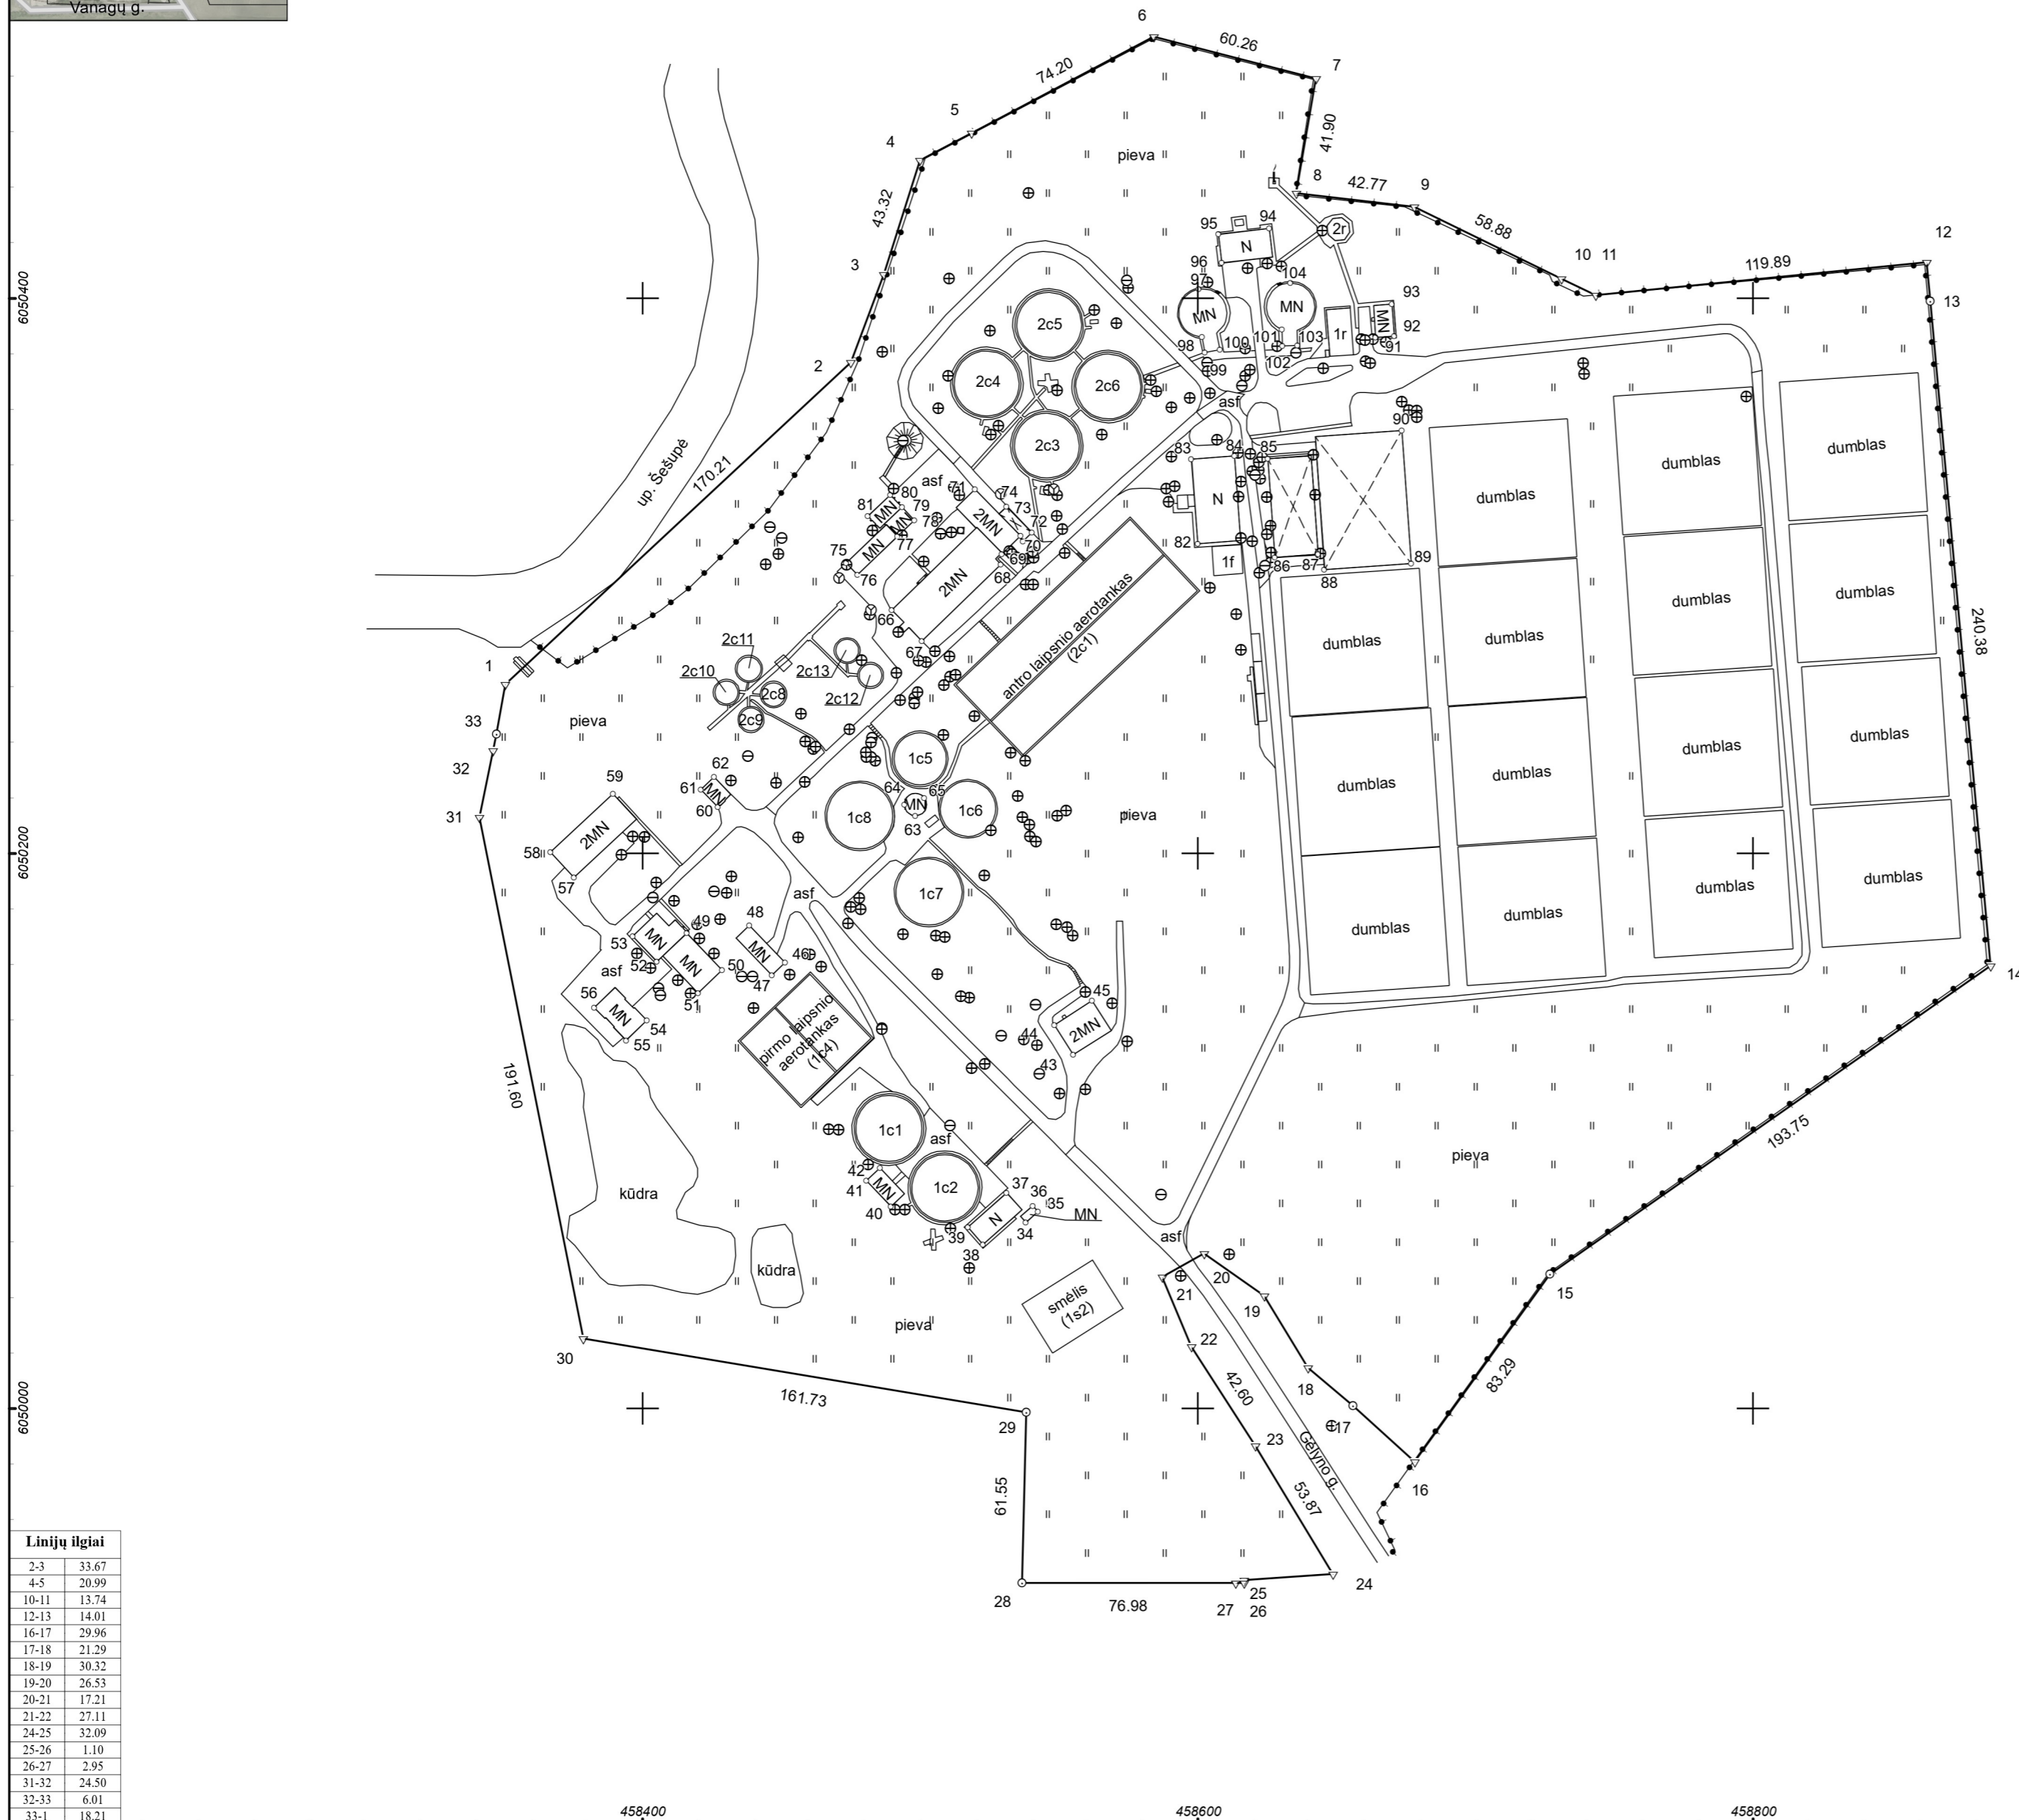 Vanagų g.
6
60.26
7
74.20
5
41.90
4
pieva
8
42.77
9
58.88
43.32
95
94
2r
N
12
3
96
10 11
119.89
6050400
97
104
MN
MN
93
13
2c5
1r
MN
92
98
100
101
103
91
2
2c4
2c6
99
102
asf
90
2c3
83
84
85
dumblas
dumblas
up. Šešupė
170.21
asf
71
74
80
81
MN
79
73
N
dumblas
MN
78
2MN
72
75
MN
77
70
69
82
76
2MN
68
1f
86
87
88
89
dumblas
dumblas
66
antro laipsnio aerotankas
(2c1)
dumblas
dumblas
240.38
2c11
67
1
2c10
2c13
2c8
2c12
2c9
33
pieva
dumblas
dumblas
32
62
1c5
dumblas
dumblas
59
61
MN
64
65
60
MN
31
1c8
1c6
pieva
63
2MN
58
6050200
57
asf
1c7
dumblas
dumblas
49
48
dumblas
dumblas
53
MN
MN
46
52
MN
50
asf
47
14
56
51
45
MN
54
pirmo laipsnio
aerotankas
(1c4)
44
2MN
55
43
191.60
1c1
asf
193.75
pieva
42
41
MN
1c2
37
kūdra
36
35
40
N
MN
39
34
38
asf
kūdra
20
21
15
smėlis
(1s2)
19
pieva
22
30
42.60
18
83.29
161.73
6050000
29
17
23
Gėlyno g.
16
61.55
53.87
24
28
76.98
27
25
26
Linijų ilgiai
2-3 33.67
4-5 20.99
10-11 13.74
12-13 14.01
16-17 29.96
17-18 21.29
18-19 30.32
19-20 26.53
20-21 17.21
21-22 27.11
24-25 32.09
25-26 1.10
26-27 2.95
31-32 24.50
32-33 6.01
33-1 18.21
458400
458600
458800